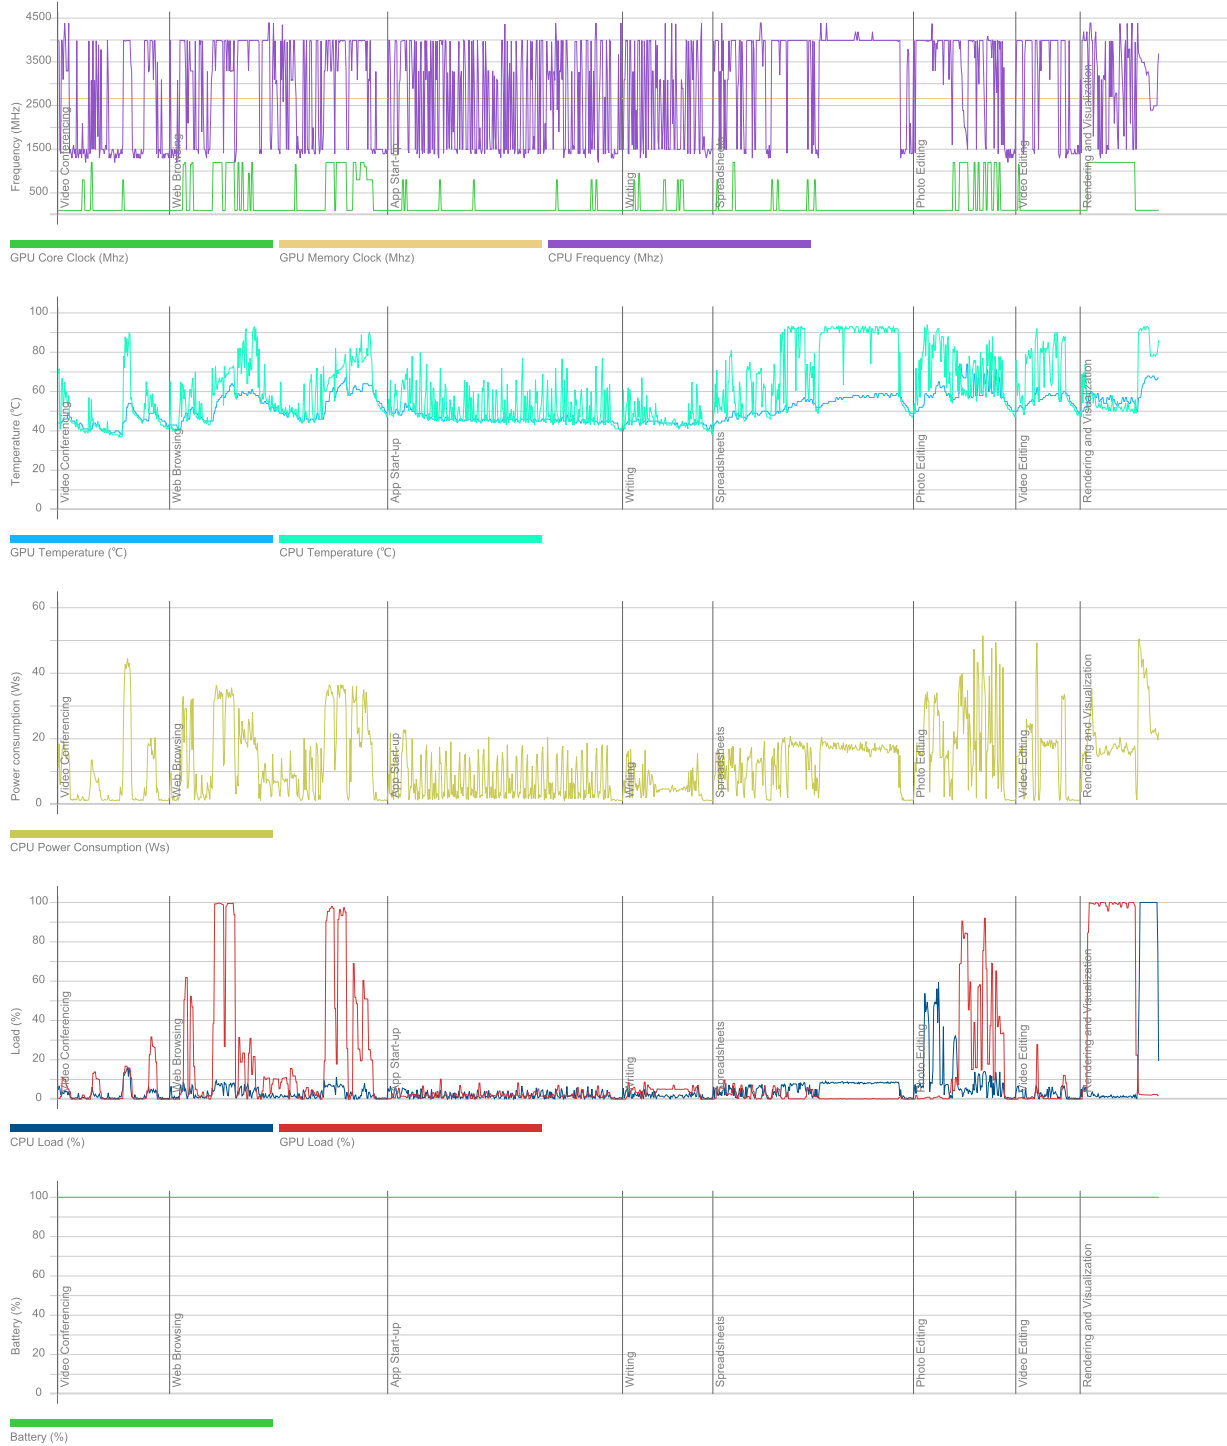 4500
3500
2500
1500
500
Frequency (MHz)
Video Conferencing
Web Browsing
App Start-up
Writing
Spreadsheets
Photo Editing
Video Editing
Rendering and Visualization
GPU Core Clock (Mhz)
GPU Memory Clock (Mhz)
CPU Frequency (Mhz)
100
80
60
40
20
0
Temperature (°C)
Video Conferencing
Web Browsing
App Start-up
Writing
Spreadsheets
Photo Editing
Video Editing
Rendering and Visualization
GPU Temperature (°C)
CPU Temperature (°C)
60
40
20
0
Power consumption (Ws)
Video Conferencing
Web Browsing
App Start-up
Writing
Spreadsheets
Photo Editing
Video Editing
Rendering and Visualization
CPU Power Consumption (Ws)
100
80
60
40
20
0
Load (%)
Video Conferencing
Web Browsing
App Start-up
Writing
Spreadsheets
Photo Editing
Video Editing
Rendering and Visualization
CPU Load (%)
GPU Load (%)
100
80
60
40
20
0
Battery (%)
Video Conferencing
Web Browsing
App Start-up
Writing
Spreadsheets
Photo Editing
Video Editing
Rendering and Visualization
Battery (%)